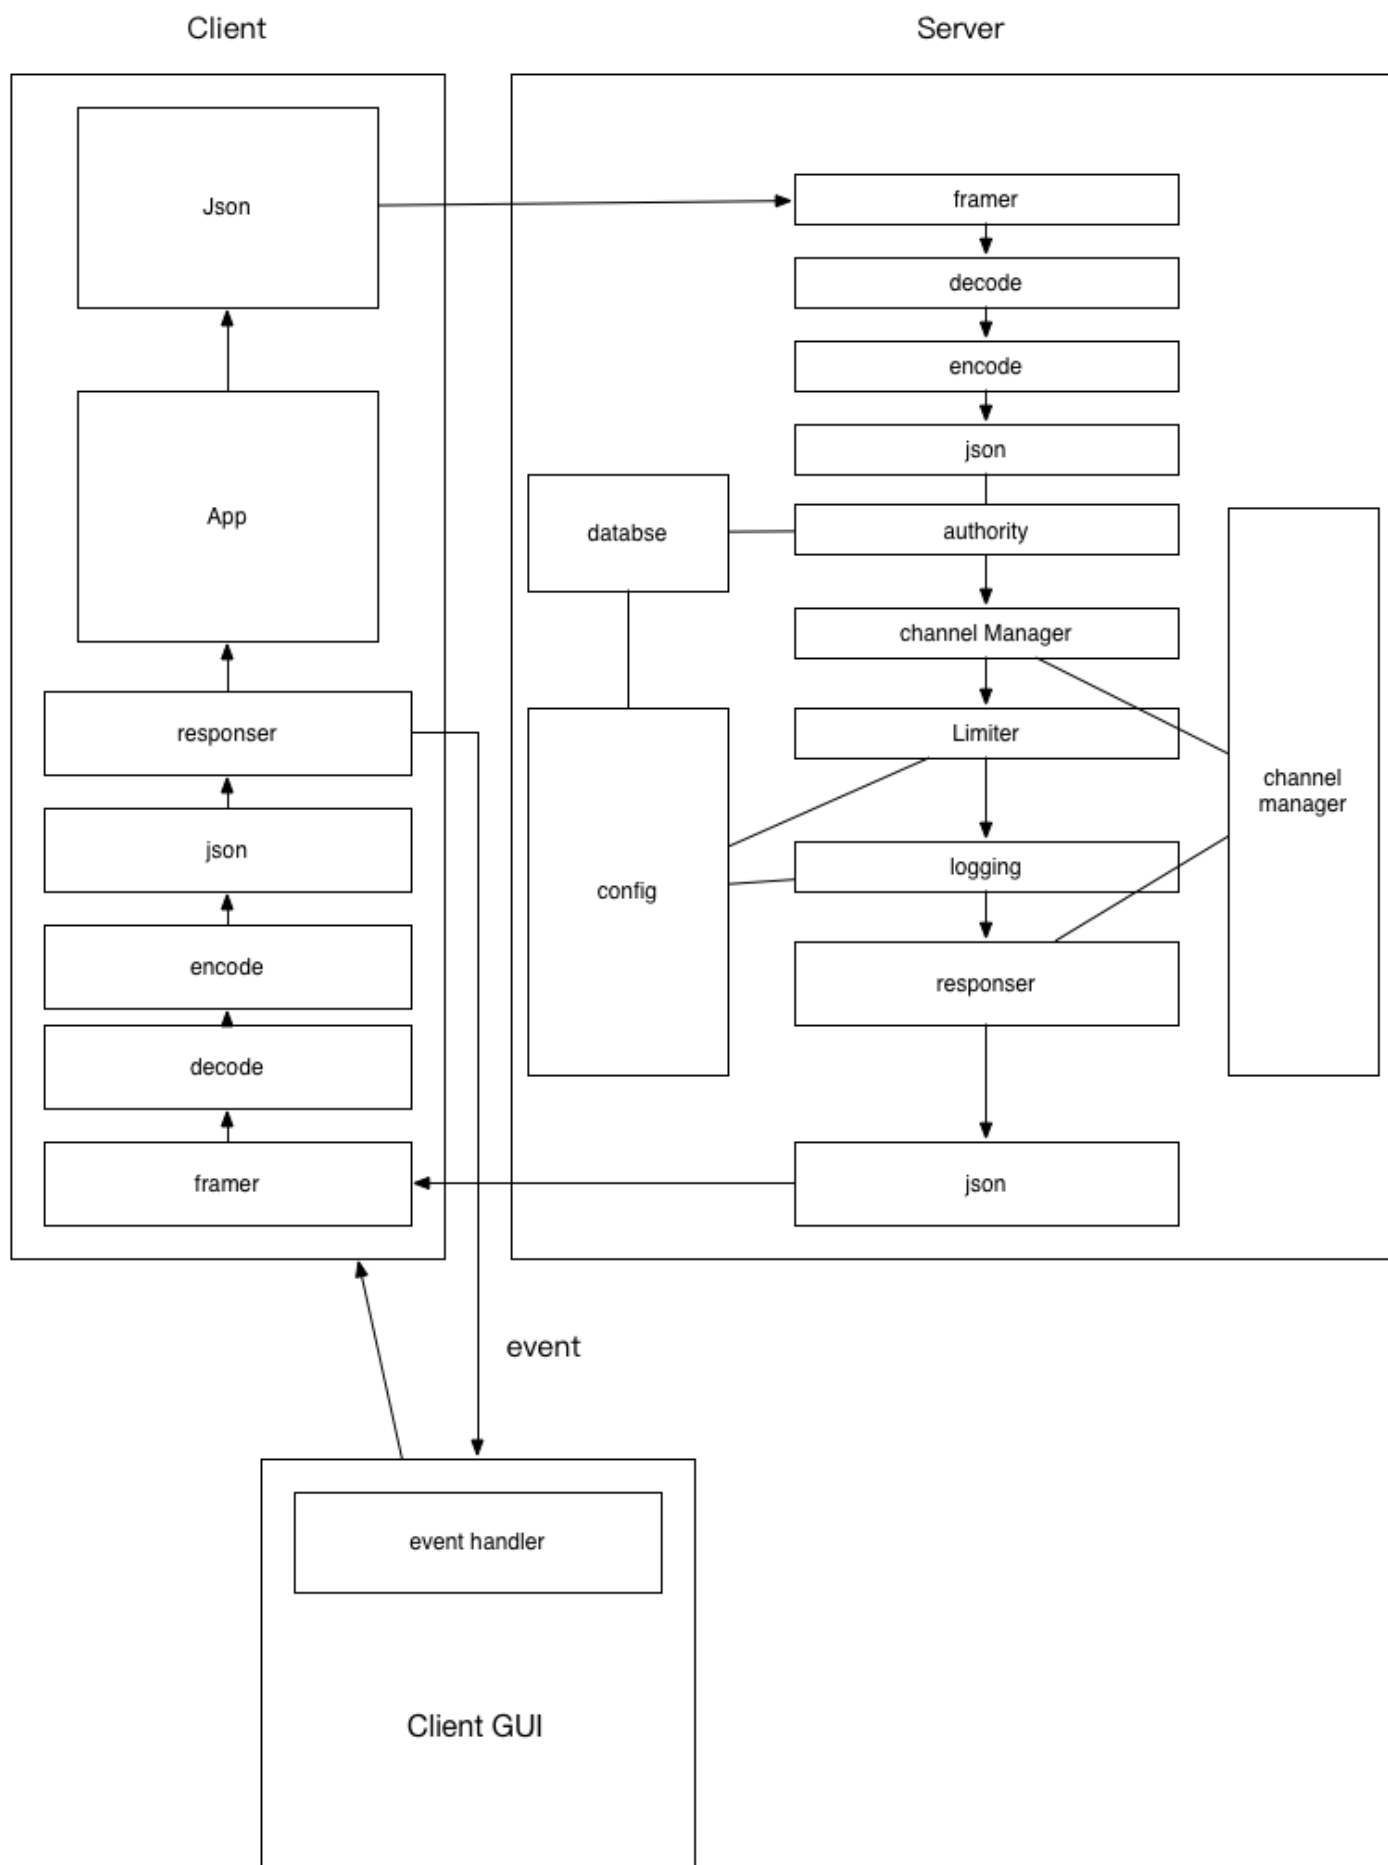 Client
Server
Json
App
responser
json
encode
decode
framer
framer
decode
encode
json
authority
databse
channel Manager
Limiter
logging
config
responser
json
channel
manager
event
event handler
Client GUI